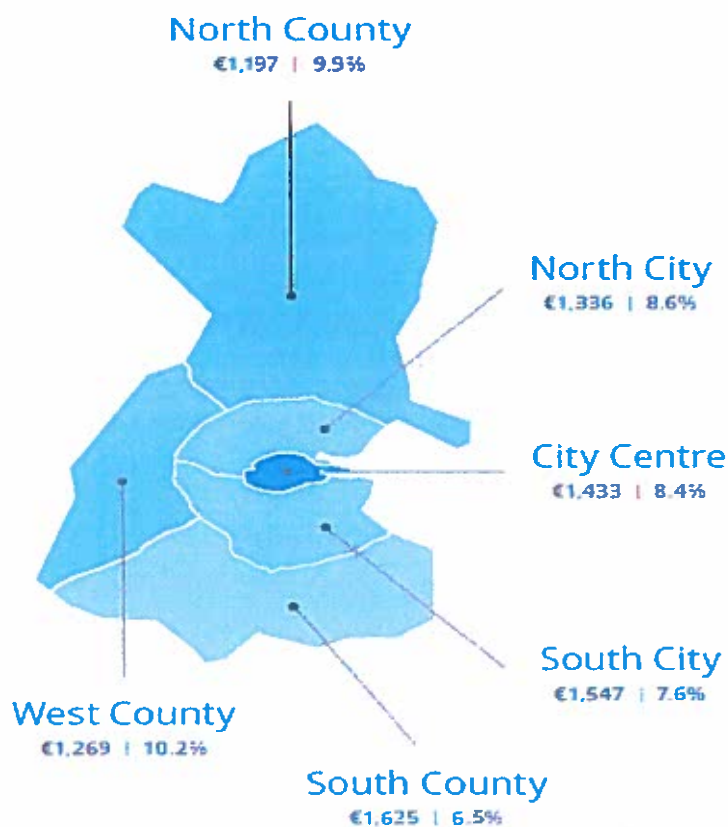 North County
€1,197 | 9.9%
North City
€1,336 | 8.6%
City Centre
€1,433 | 8.4%
South City
€1,547 | 7.6%
West County
€1,269 | 10.2%
South County
€1,625 | 6.5%